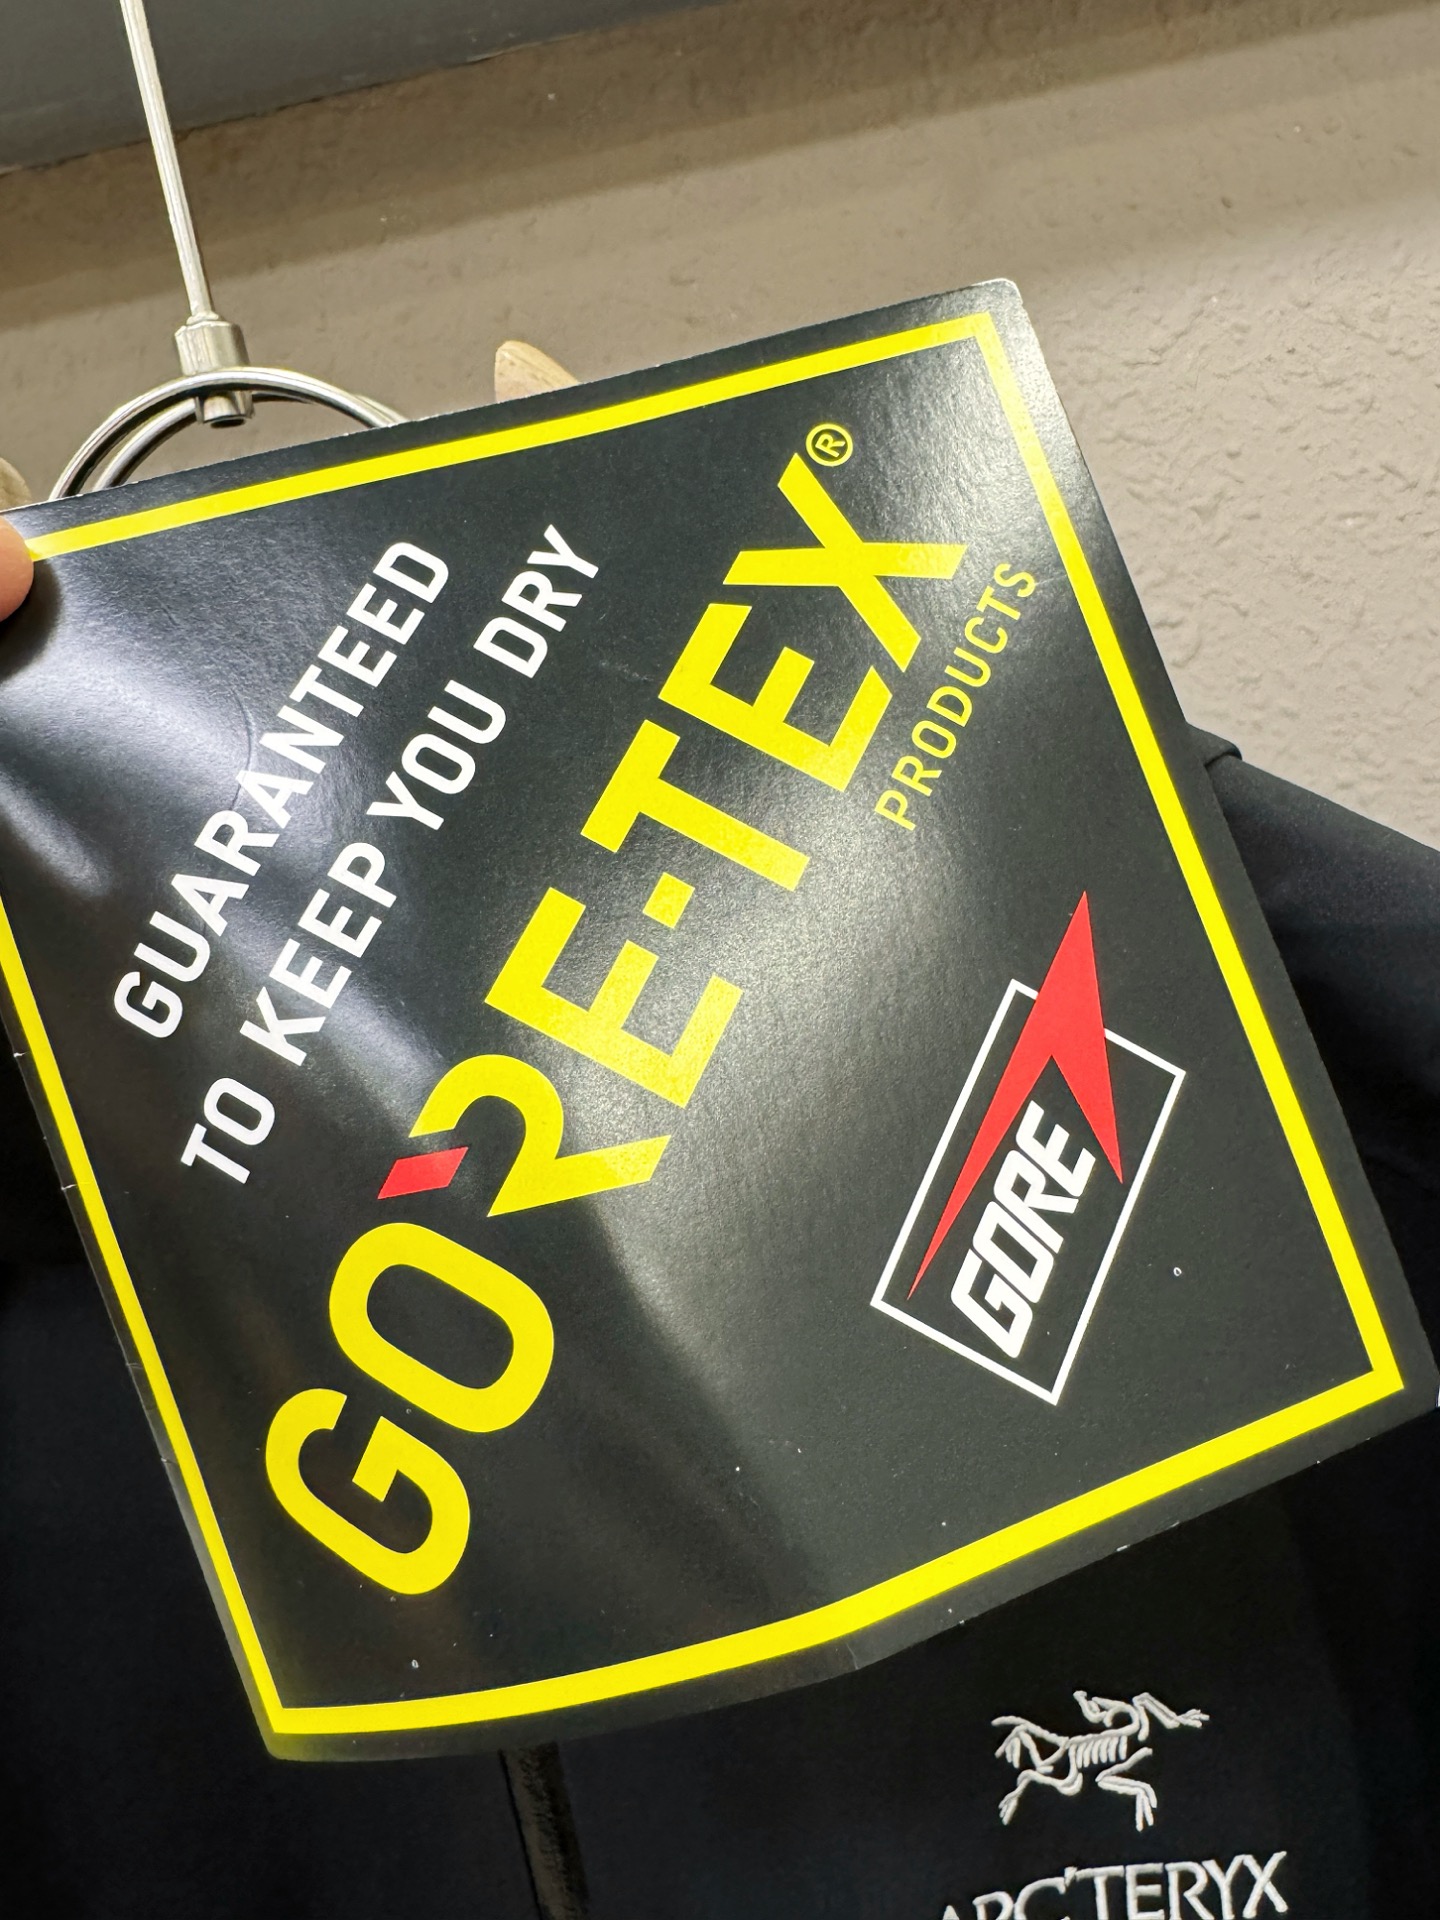 GUARANTEED
TO KEEP YOU DRY
GORE-TEX®
PRODUCTS
GORE
ARC'TERYX